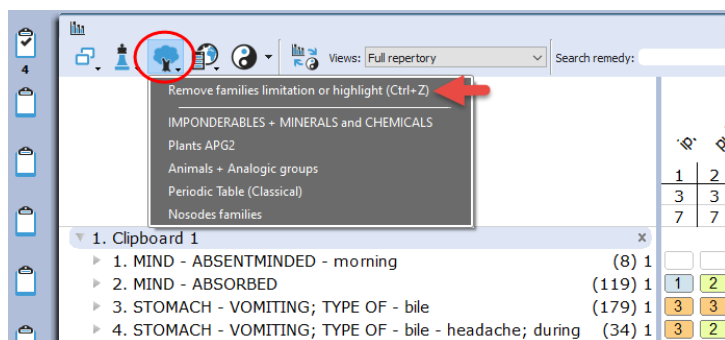 4
Views: Full repertory
Search remedy:
Remove families limitation or highlight (Ctrl+Z)
IMPONDERABLES + MINERALS and CHEMICALS
Plants APG2
Animals + Analogic groups
Periodic Table (Classical)
Nosodes families
1 2
3 3
7 7
1. Clipboard 1 x
1. MIND - ABSENTMINDED - morning (8) 1
2. MIND - ABSORBED (119) 1 1 2
3. STOMACH - VOMITING; TYPE OF - bile (179) 1 3 3
4. STOMACH - VOMITING; TYPE OF - bile - headache; during (34) 1 3 2